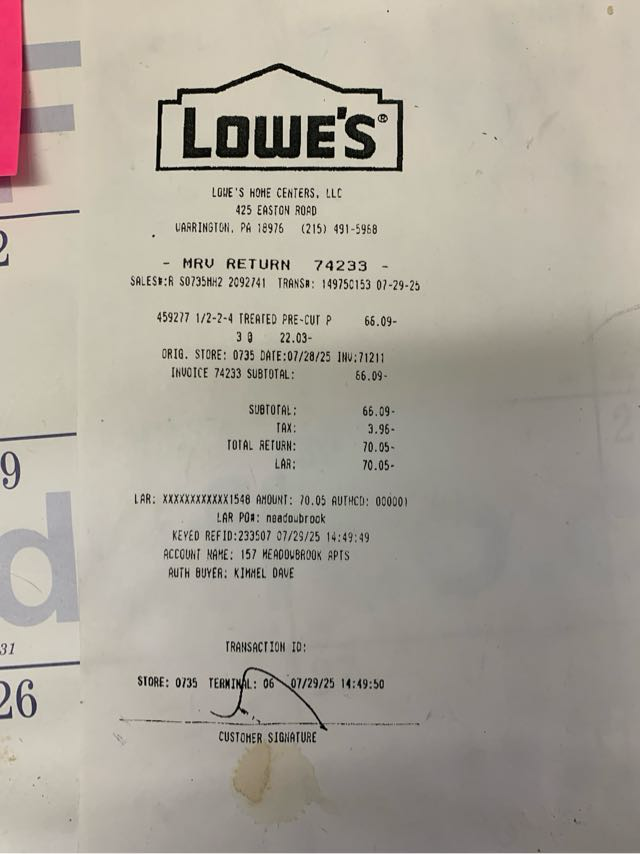 LOWE'S®
LOWE'S HOME CENTERS, LLC
425 EASTON ROAD
WARRINGTON, PA 18976 (215) 491-5968
- MRV RETURN 74233 -
SALES#:R S0735MH2 2092741 TRANS#: 149750153 07-29-25
459277 1/2-2-4 TREATED PRE-CUT P 66.09-
3 @ 22.03-
ORIG. STORE: 0735 DATE:07/28/25 INV:71211
INVOICE 74233 SUBTOTAL: 66.09-
SUBTOTAL: 66.09-
TAX: 3.96-
TOTAL RETURN: 70.05-
LAR: 70.05-
LAR: XXXXXXXXXXXX1548 AMOUNT: 70.05 AUTHCD: 000001
LAR PO#: meadowbrook
KEYED REFID:233507 07/29/25 14:49:49
ACCOUNT NAME: 157 MEADOWBROOK APTS
AUTH BUYER: KIMMEL DAVE
TRANSACTION ID:
STORE: 0735 TERMINAL: 06 07/29/25 14:49:50
CUSTOMER SIGNATURE
2
9
d
31
26